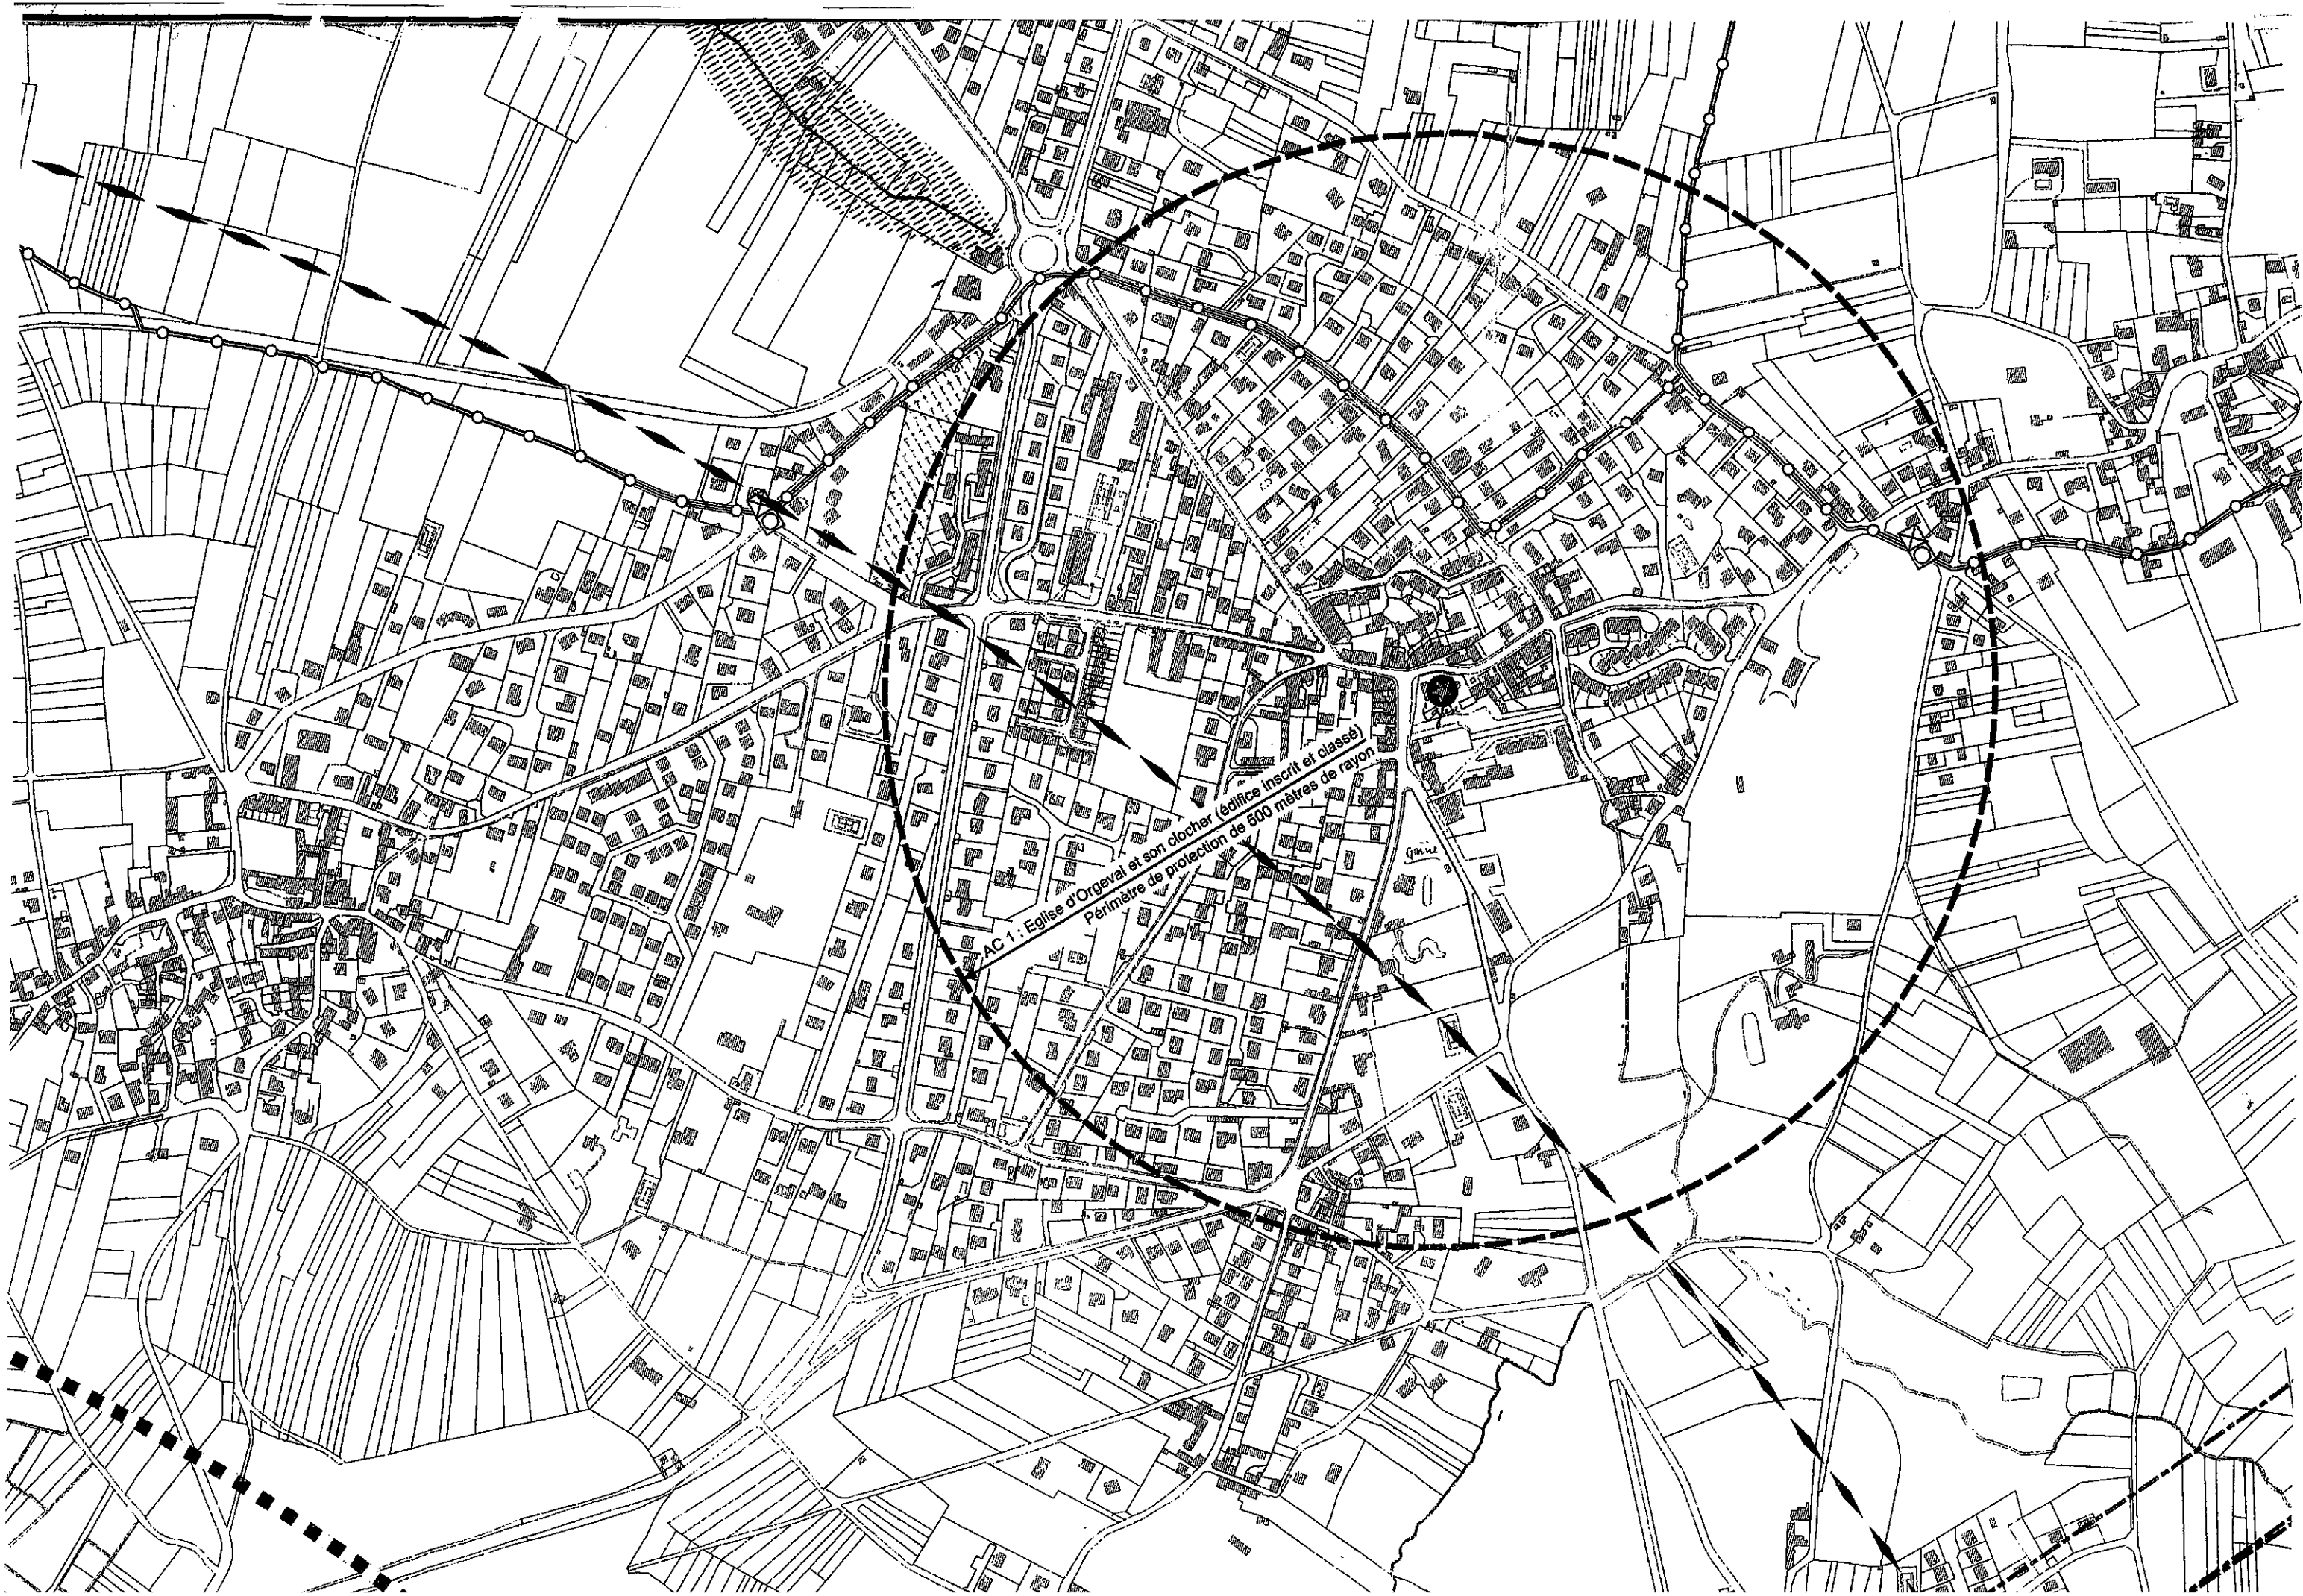 AC 1 : Eglise d'Orgeval et son clocher (édifice inscrit et classé)
Périmètre de protection de 500 mètres de rayon